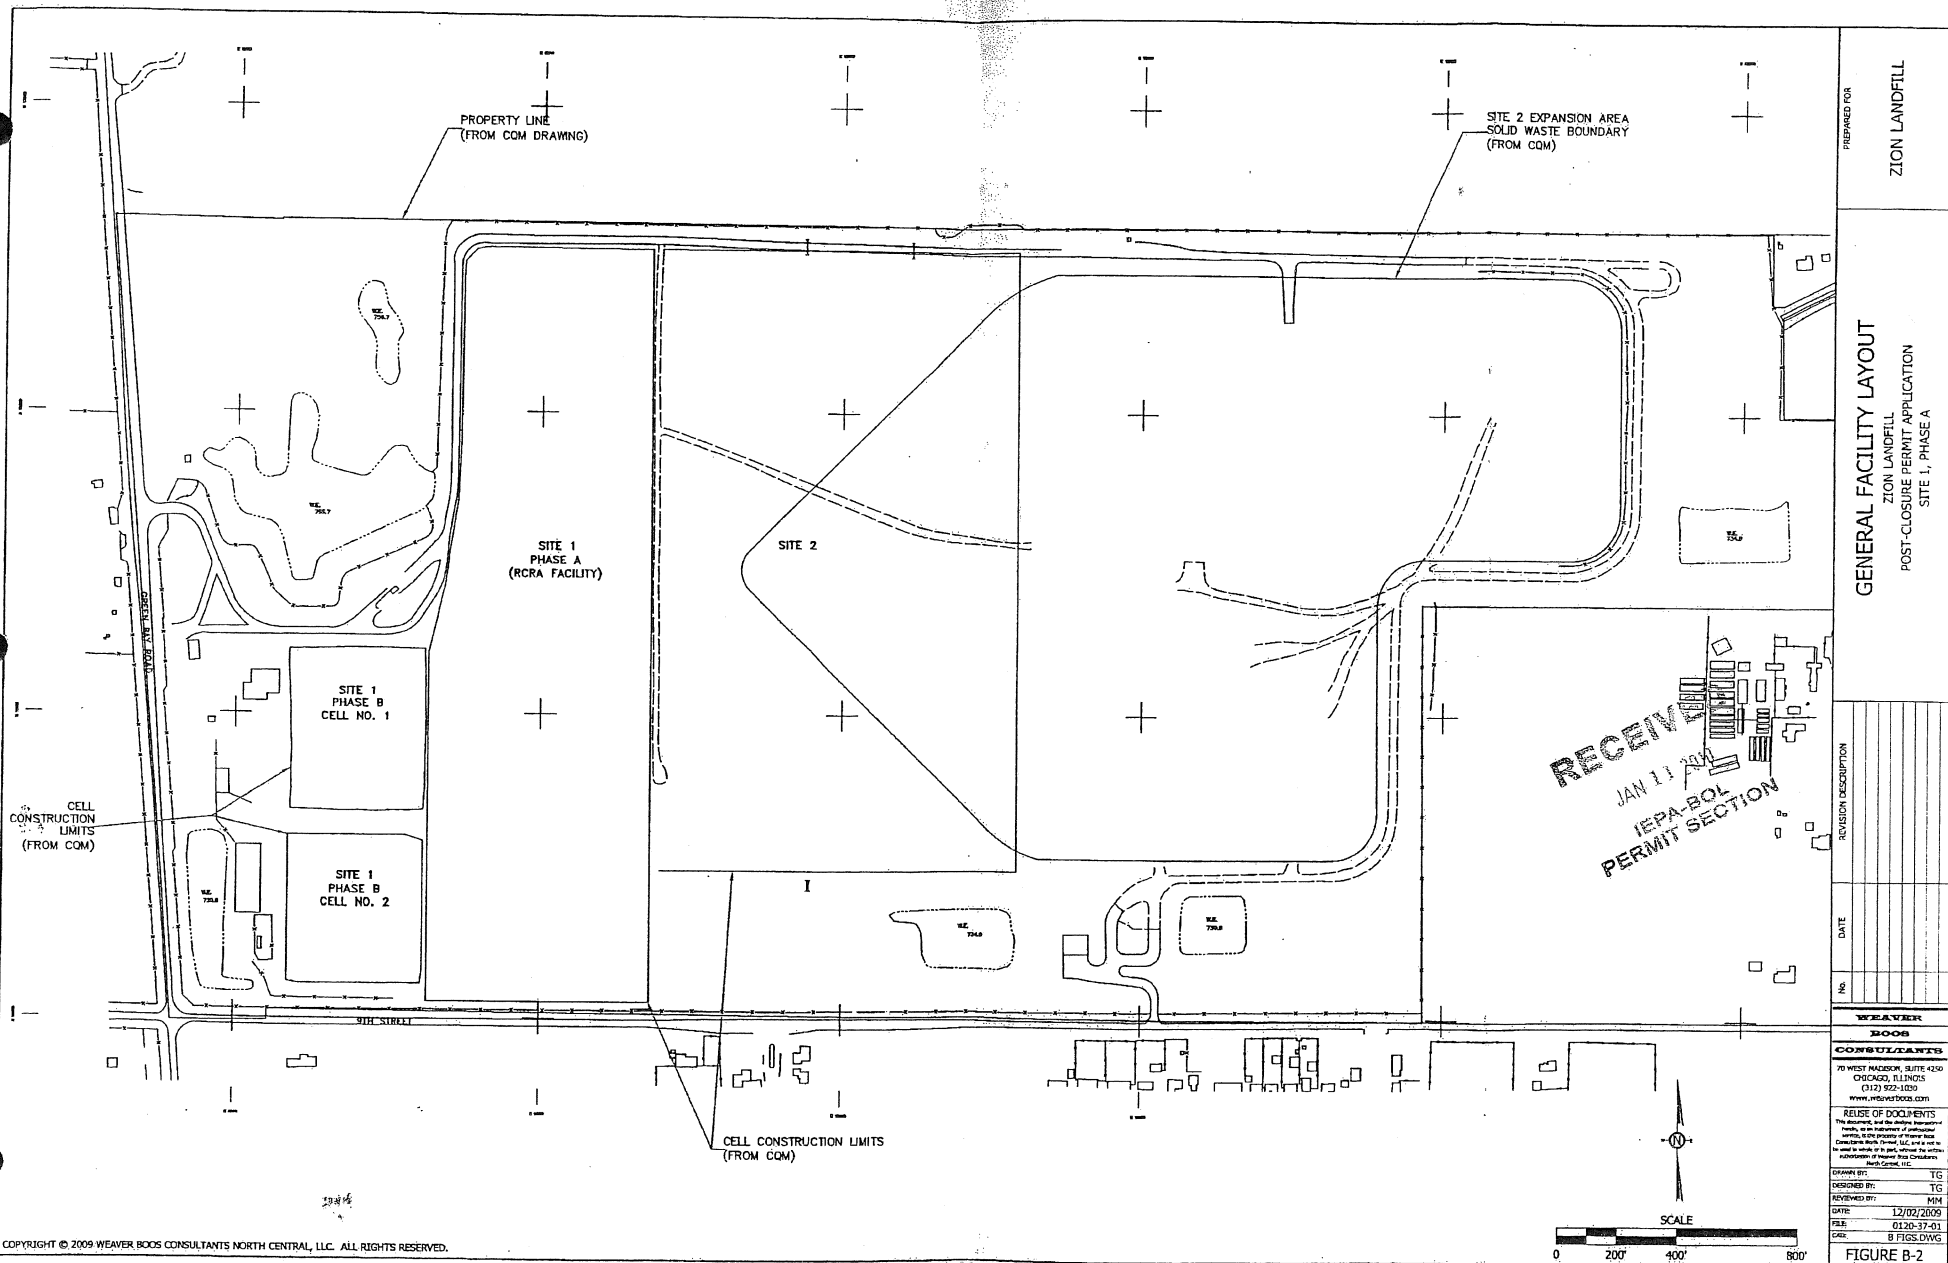 PROPERTY LINE
(FROM CQM DRAWING)
SITE 2 EXPANSION AREA
SOLID WASTE BOUNDARY
(FROM CQM)
SITE 1
PHASE A
(RCRA FACILITY)
SITE 2
GREEN BAY ROAD
SITE 1
PHASE B
CELL NO. 1
CELL
CONSTRUCTION
LIMITS
(FROM CQM)
SITE 1
PHASE B
CELL NO. 2
9TH STREET
CELL CONSTRUCTION LIMITS
(FROM CQM)
RECEIVE
JAN 11
IEPA-BOL
PERMIT SECTION
N
SCALE
0 200' 400' 800'
COPYRIGHT © 2009 WEAVER BOOS CONSULTANTS NORTH CENTRAL, LLC. ALL RIGHTS RESERVED.
PREPARED FOR
ZION LANDFILL
GENERAL FACILITY LAYOUT
ZION LANDFILL
POST-CLOSURE PERMIT APPLICATION
SITE 1, PHASE A
REVISION DESCRIPTION
DATE
No.
WEAVER
BOOS
CONSULTANTS
70 WEST MADISON, SUITE 4250
CHICAGO, ILLINOIS
(312) 922-1030
www.weaverboos.com
REUSE OF DOCUMENTS
DRAWN BY: TG
DESIGNED BY: TG
REVIEWED BY: MM
DATE: 12/02/2009
FILE: 0120-37-01
CAD: B FIGS.DWG
FIGURE B-2